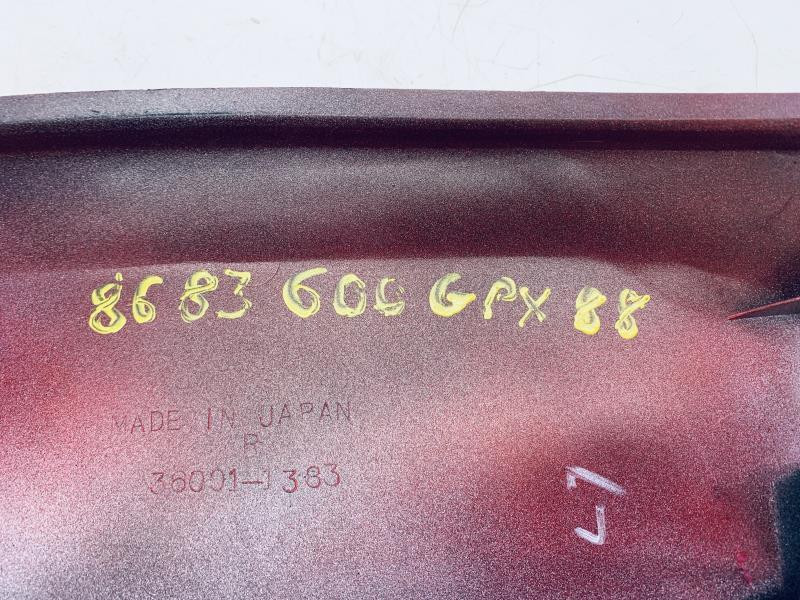 8683 600 GPX 88
MADE IN JAPAN
R
36001-1383